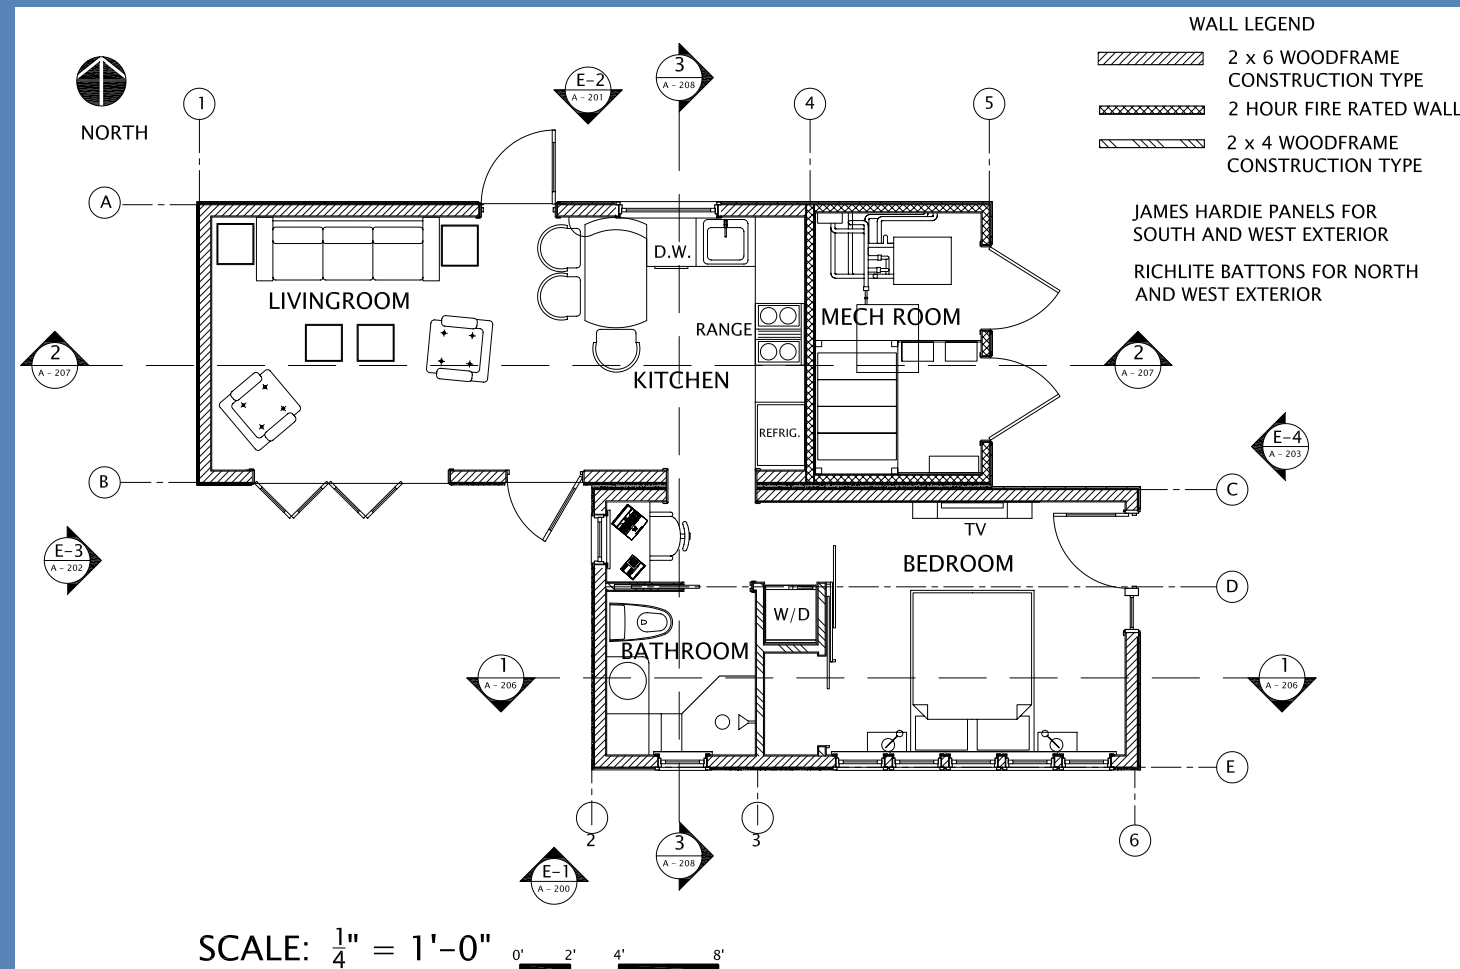 WALL LEGEND
2 x 6 WOODFRAME
CONSTRUCTION TYPE
2 HOUR FIRE RATED WALL
2 x 4 WOODFRAME
CONSTRUCTION TYPE
JAMES HARDIE PANELS FOR
SOUTH AND WEST EXTERIOR
RICHLITE BATTONS FOR NORTH
AND WEST EXTERIOR
NORTH
E-2
A - 201
3
A - 208
1
4
5
A
D.W.
LIVINGROOM
RANGE
MECH ROOM
2
A - 207
KITCHEN
2
A - 207
REFRIG.
E-4
A - 203
B
C
TV
E-3
A - 202
BEDROOM
D
W/D
BATHROOM
1
A - 206
1
A - 206
E
2
3
6
3
A - 208
E-1
A - 200
SCALE: 1/4" = 1'-0"
0' 2' 4' 8'